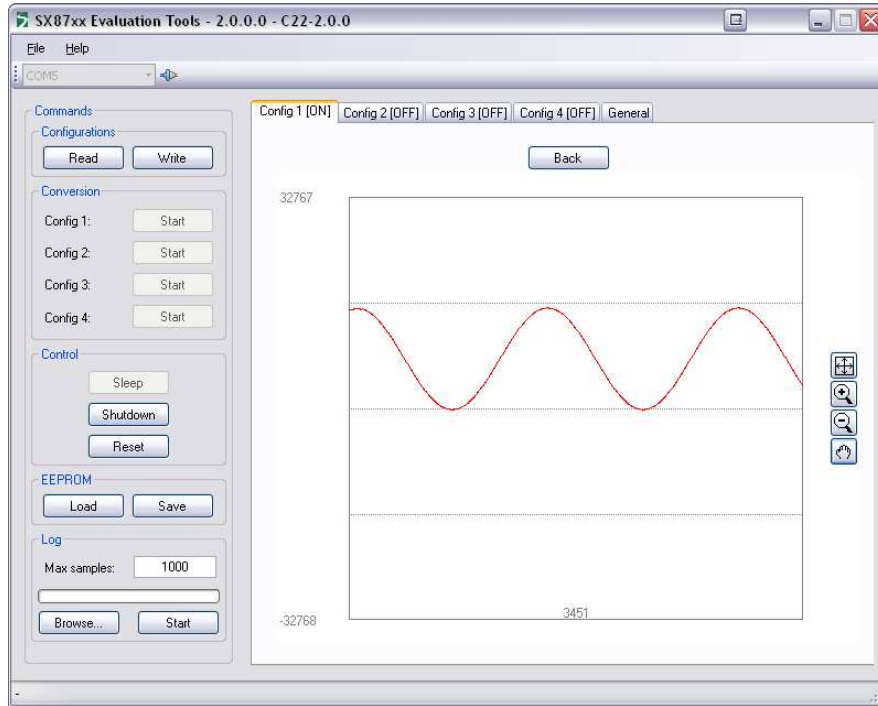 SX87xx Evaluation Tools - 2.0.0.0 - C22-2.0.0
File Help
COM5
Commands
Configurations
Read Write
Conversion
Config 1: Start
Config 2: Start
Config 3: Start
Config 4: Start
Control
Sleep
Shutdown
Reset
EEPROM
Load Save
Log
Max samples: 1000
Browse... Start
Config 1 [ON] Config 2 [OFF] Config 3 [OFF] Config 4 [OFF] General
Back
32767
-32768
3451
-